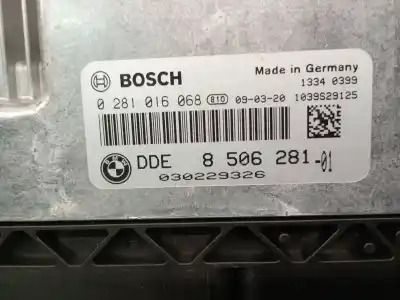 BOSCH
Made in Germany
1334 0399
0 281 016 068 810 09-03-20 1039S29125
BMW
DDE 8 506 281-01
030229326